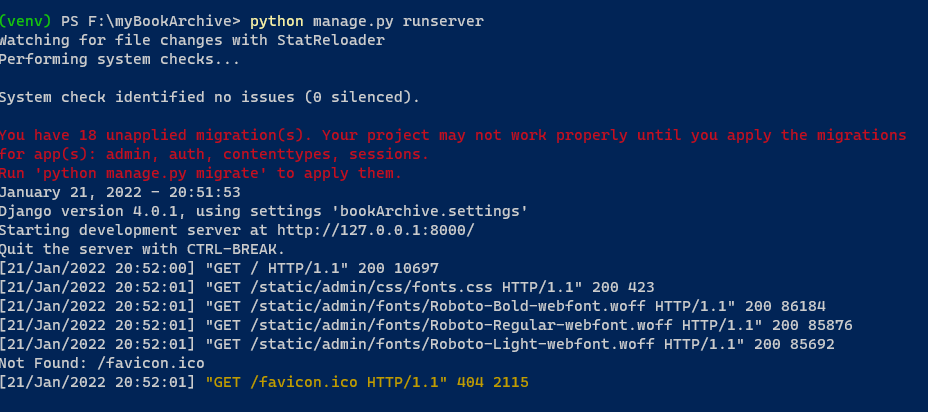 (venv) PS F:\myBookArchive> python manage.py runserver
Watching for file changes with StatReloader
Performing system checks...
System check identified no issues (0 silenced).
You have 18 unapplied migration(s). Your project may not work properly until you apply the migrations
for app(s): admin, auth, contenttypes, sessions.
Run 'python manage.py migrate' to apply them.
January 21, 2022 - 20:51:53
Django version 4.0.1, using settings 'bookArchive.settings'
Starting development server at http://127.0.0.1:8000/
Quit the server with CTRL-BREAK.
[21/Jan/2022 20:52:00] "GET / HTTP/1.1" 200 10697
[21/Jan/2022 20:52:01] "GET /static/admin/css/fonts.css HTTP/1.1" 200 423
[21/Jan/2022 20:52:01] "GET /static/admin/fonts/Roboto-Bold-webfont.woff HTTP/1.1" 200 86184
[21/Jan/2022 20:52:01] "GET /static/admin/fonts/Roboto-Regular-webfont.woff HTTP/1.1" 200 85876
[21/Jan/2022 20:52:01] "GET /static/admin/fonts/Roboto-Light-webfont.woff HTTP/1.1" 200 85692
Not Found: /favicon.ico
[21/Jan/2022 20:52:01] "GET /favicon.ico HTTP/1.1" 404 2115